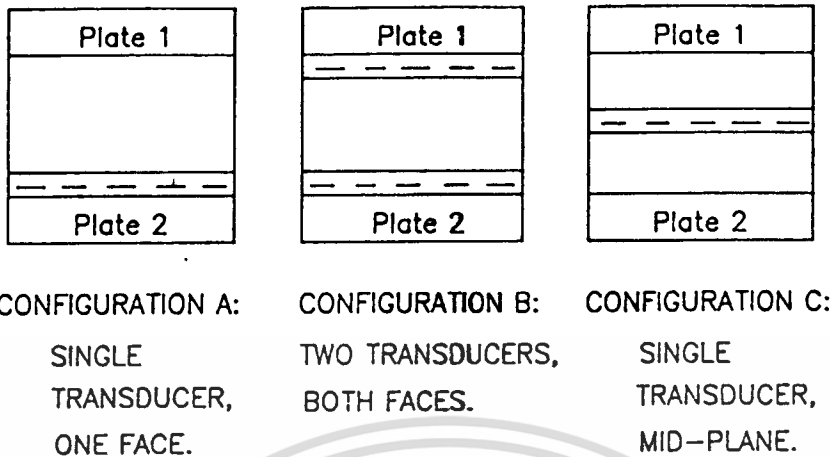 Plate 1
Plate 2
CONFIGURATION A:
SINGLE
TRANSDUCER,
ONE FACE.
Plate 1
Plate 2
CONFIGURATION B:
TWO TRANSDUCERS,
BOTH FACES.
Plate 1
Plate 2
CONFIGURATION C:
SINGLE
TRANSDUCER,
MID-PLANE.